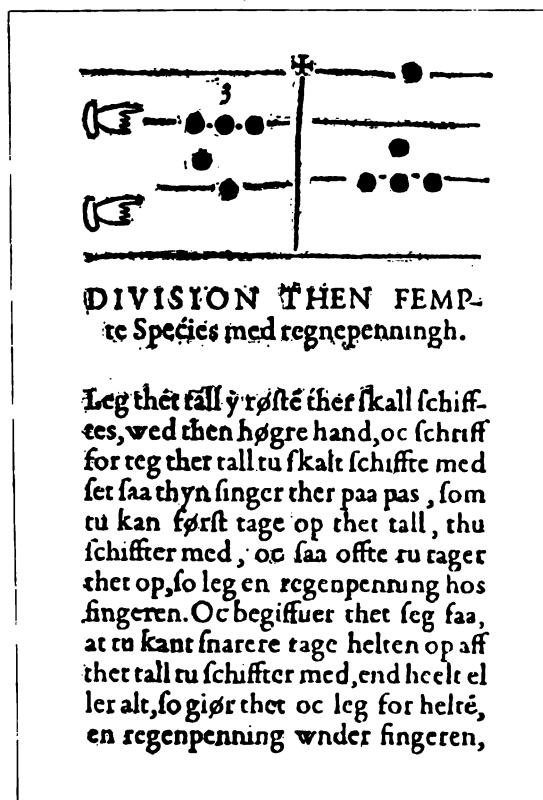 3
DIVISION THEN FEMP-
te Species med regnepenningh.
Leg thet tall y røste ther skall schiff-
tes, wed then høgre hand, oc schriff
for teg ther tall tu skalt schiffte med
set saa thyn finger ther paa pas, som
tu kan først tage op thet tall, thu
schiffter med, oc saa offte tu tager
thet op, so leg en regenpenning hos
fingeren. Oc begiffuer thet seg saa,
at tu kant snarere tage helten op aff
thet tall tu schiffter med, end heelt el
ler alt, so giør thet oc leg for helté,
en regenpenning wnder fingeren,